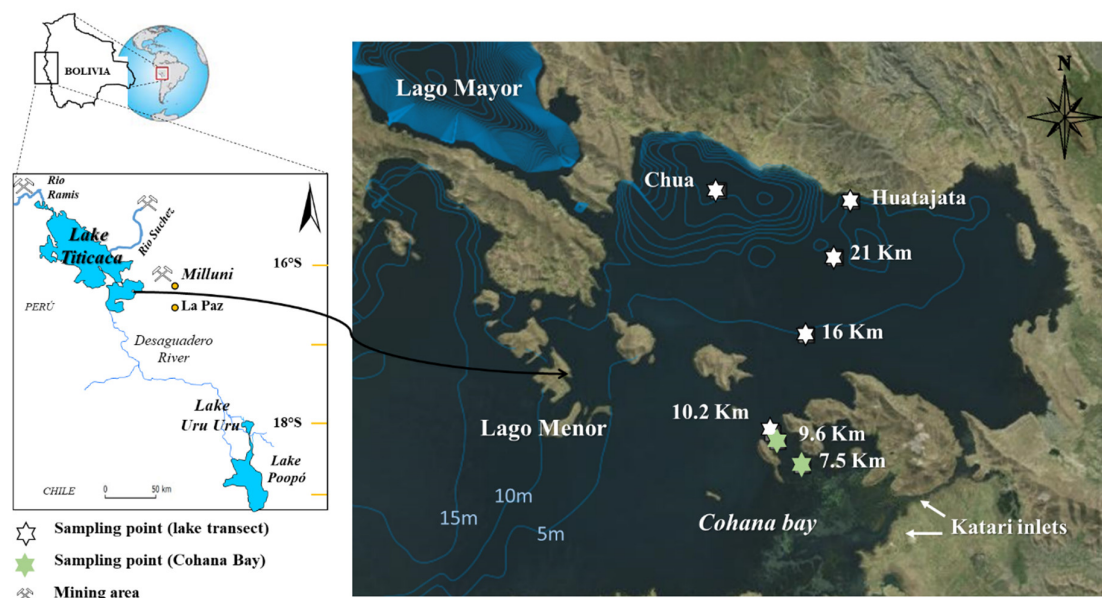 BOLIVIA
Rio
Ramis
Rio Suchez
Lake
Titicaca
16°S
Milluni
PERÚ
La Paz
Desaguadero
River
Lake
Uru Uru
18°S
Lake
Poopó
CHILE
0
50 km
Sampling point (lake transect)
Sampling point (Cohana Bay)
Mining area
Lago Mayor
N
Chua
Huatajata
21 Km
16 Km
10.2 Km
Lago Menor
9.6 Km
7.5 Km
10m
15m
5m
Cohana bay
Katari inlets